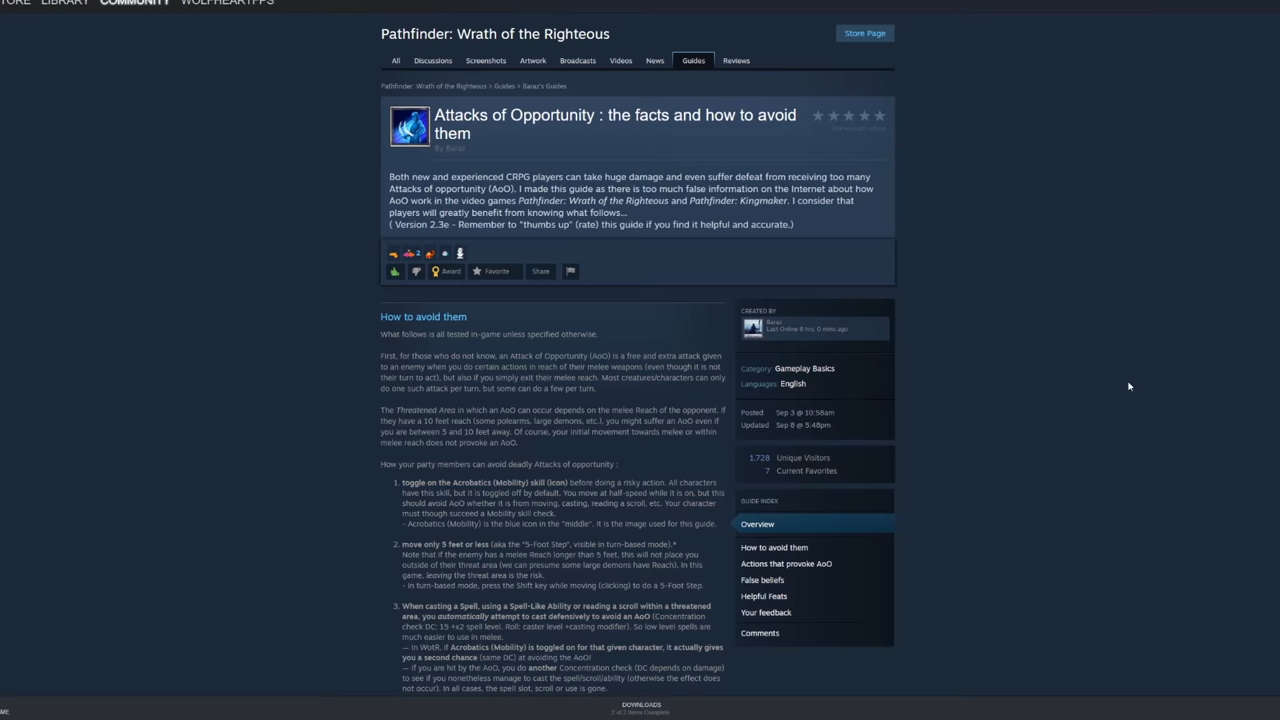 TORE LIBRARY COMMUNITY WOLFHEARTFPS
Pathfinder: Wrath of the Righteous
Store Page
All Discussions Screenshots Artwork Broadcasts Videos News Guides Reviews
Pathfinder: Wrath of the Righteous > Guides > Baraz's Guides
Attacks of Opportunity : the facts and how to avoid
them
By Baraz
Both new and experienced CRPG players can take huge damage and even suffer defeat from receiving too many
Attacks of opportunity (AoO). I made this guide as there is too much false information on the Internet about how
AoO work in the video games Pathfinder: Wrath of the Righteous and Pathfinder: Kingmaker. I consider that
players will greatly benefit from knowing what follows...
( Version 2.3e - Remember to "thumbs up" (rate) this guide if you find it helpful and accurate.)
2
Award Favorite Share
How to avoid them
What follows is all tested in-game unless specified otherwise.
First, for those who do not know, an Attack of Opportunity (AoO) is a free and extra attack given
to an enemy when you do certain actions in reach of their melee weapons (even though it is not
their turn to act), but also if you simply exit their melee reach. Most creatures/characters can only
do one such attack per turn, but some can do a few per turn.
The Threatened Area in which an AoO can occur depends on the melee Reach of the opponent. If
they have a 10 feet reach (some polearms, large demons, etc.), you might suffer an AoO even if
you are between 5 and 10 feet away. Of course, your initial movement towards melee or within
melee reach does not provoke an AoO.
How your party members can avoid deadly Attacks of opportunity :
1. toggle on the Acrobatics (Mobility) skill (icon) before doing a risky action. All characters
have this skill, but it is toggled off by default. You move at half-speed while it is on, but this
should avoid AoO whether it is from moving, casting, reading a scroll, etc. Your character
must though succeed a Mobility skill check.
- Acrobatics (Mobility) is the blue icon in the "middle". It is the image used for this guide.
2. move only 5 feet or less (aka the "5-Foot Step", visible in turn-based mode).*
Note that if the enemy has a melee Reach longer than 5 feet, this will not place you
outside of their threat area (we can presume some large demons have Reach). In this
game, leaving the threat area is the risk.
- In turn-based mode, press the Shift key while moving (clicking) to do a 5-Foot Step.
3. When casting a Spell, using a Spell-Like Ability or reading a scroll within a threatened
area, you automatically attempt to cast defensively to avoid an AoO (Concentration
check DC: 15 +x2 spell level. Roll: caster level +casting modifier). So low level spells are
much easier to use in melee.
— In WotR, if Acrobatics (Mobility) is toggled on for that given character, it actually gives
you a second chance (same DC) at avoiding the AoO!
— If you are hit by the AoO, you do another Concentration check (DC depends on damage)
to see if you nonetheless manage to cast the spell/scroll/ability (otherwise the effect does
not occur). In all cases, the spell slot, scroll or use is gone.
CREATED BY
Baraz
Last Online 8 hrs, 0 mins ago
Category: Gameplay Basics
Languages: English
Posted Sep 3 @ 10:58am
Updated Sep 8 @ 5:48pm
1,728 Unique Visitors
7 Current Favorites
GUIDE INDEX
Overview
How to avoid them
Actions that provoke AoO
False beliefs
Helpful Feats
Your feedback
Comments
ME
DOWNLOADS
2 of 2 Items Complete